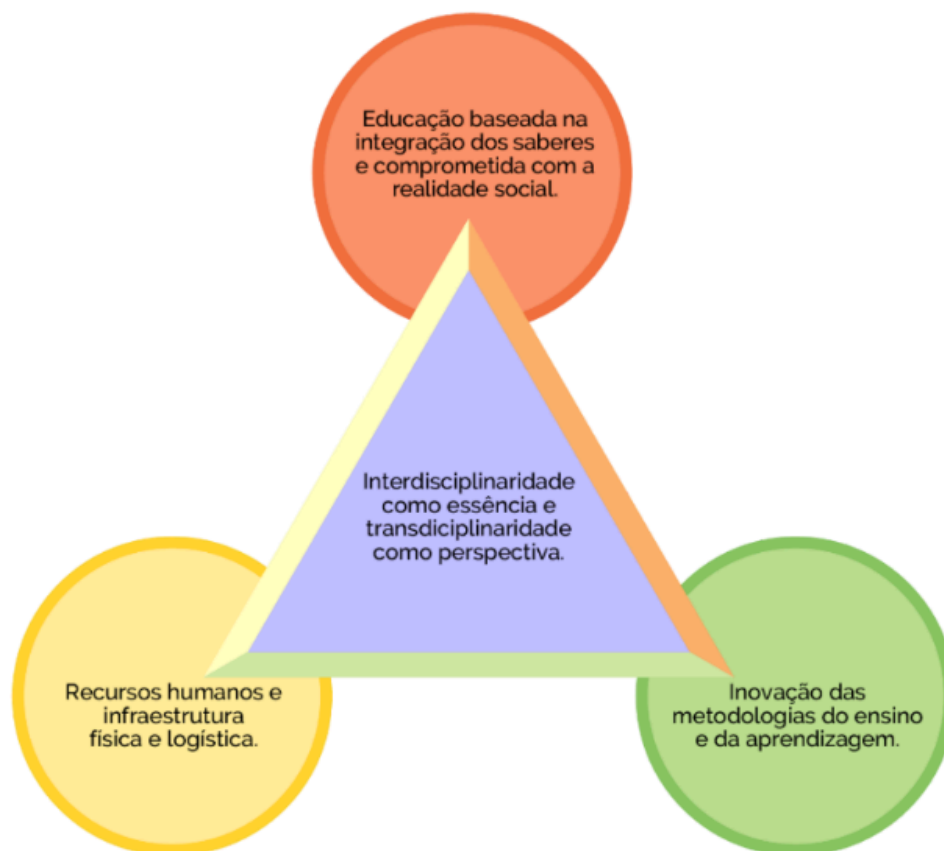 Educação baseada na
integração dos saberes
e comprometida com a
realidade social.
Interdisciplinaridade
como essência e
transdiciplinaridade
como perspectiva.
Recursos humanos e
infraestrutura
física e logística.
Inovação das
metodologias do ensino
e da aprendizagem.